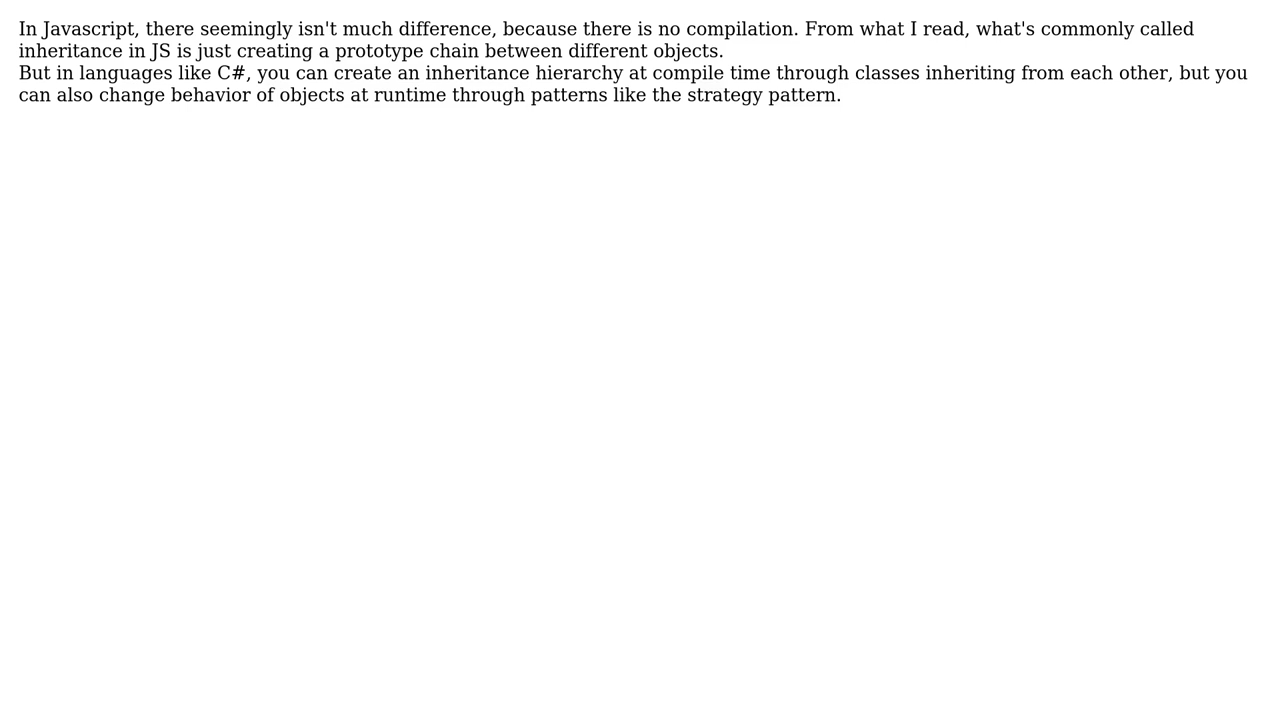 In Javascript, there seemingly isn't much difference, because there is no compilation. From what I read, what's commonly called
inheritance in JS is just creating a prototype chain between different objects.
But in languages like C#, you can create an inheritance hierarchy at compile time through classes inheriting from each other, but you
can also change behavior of objects at runtime through patterns like the strategy pattern.